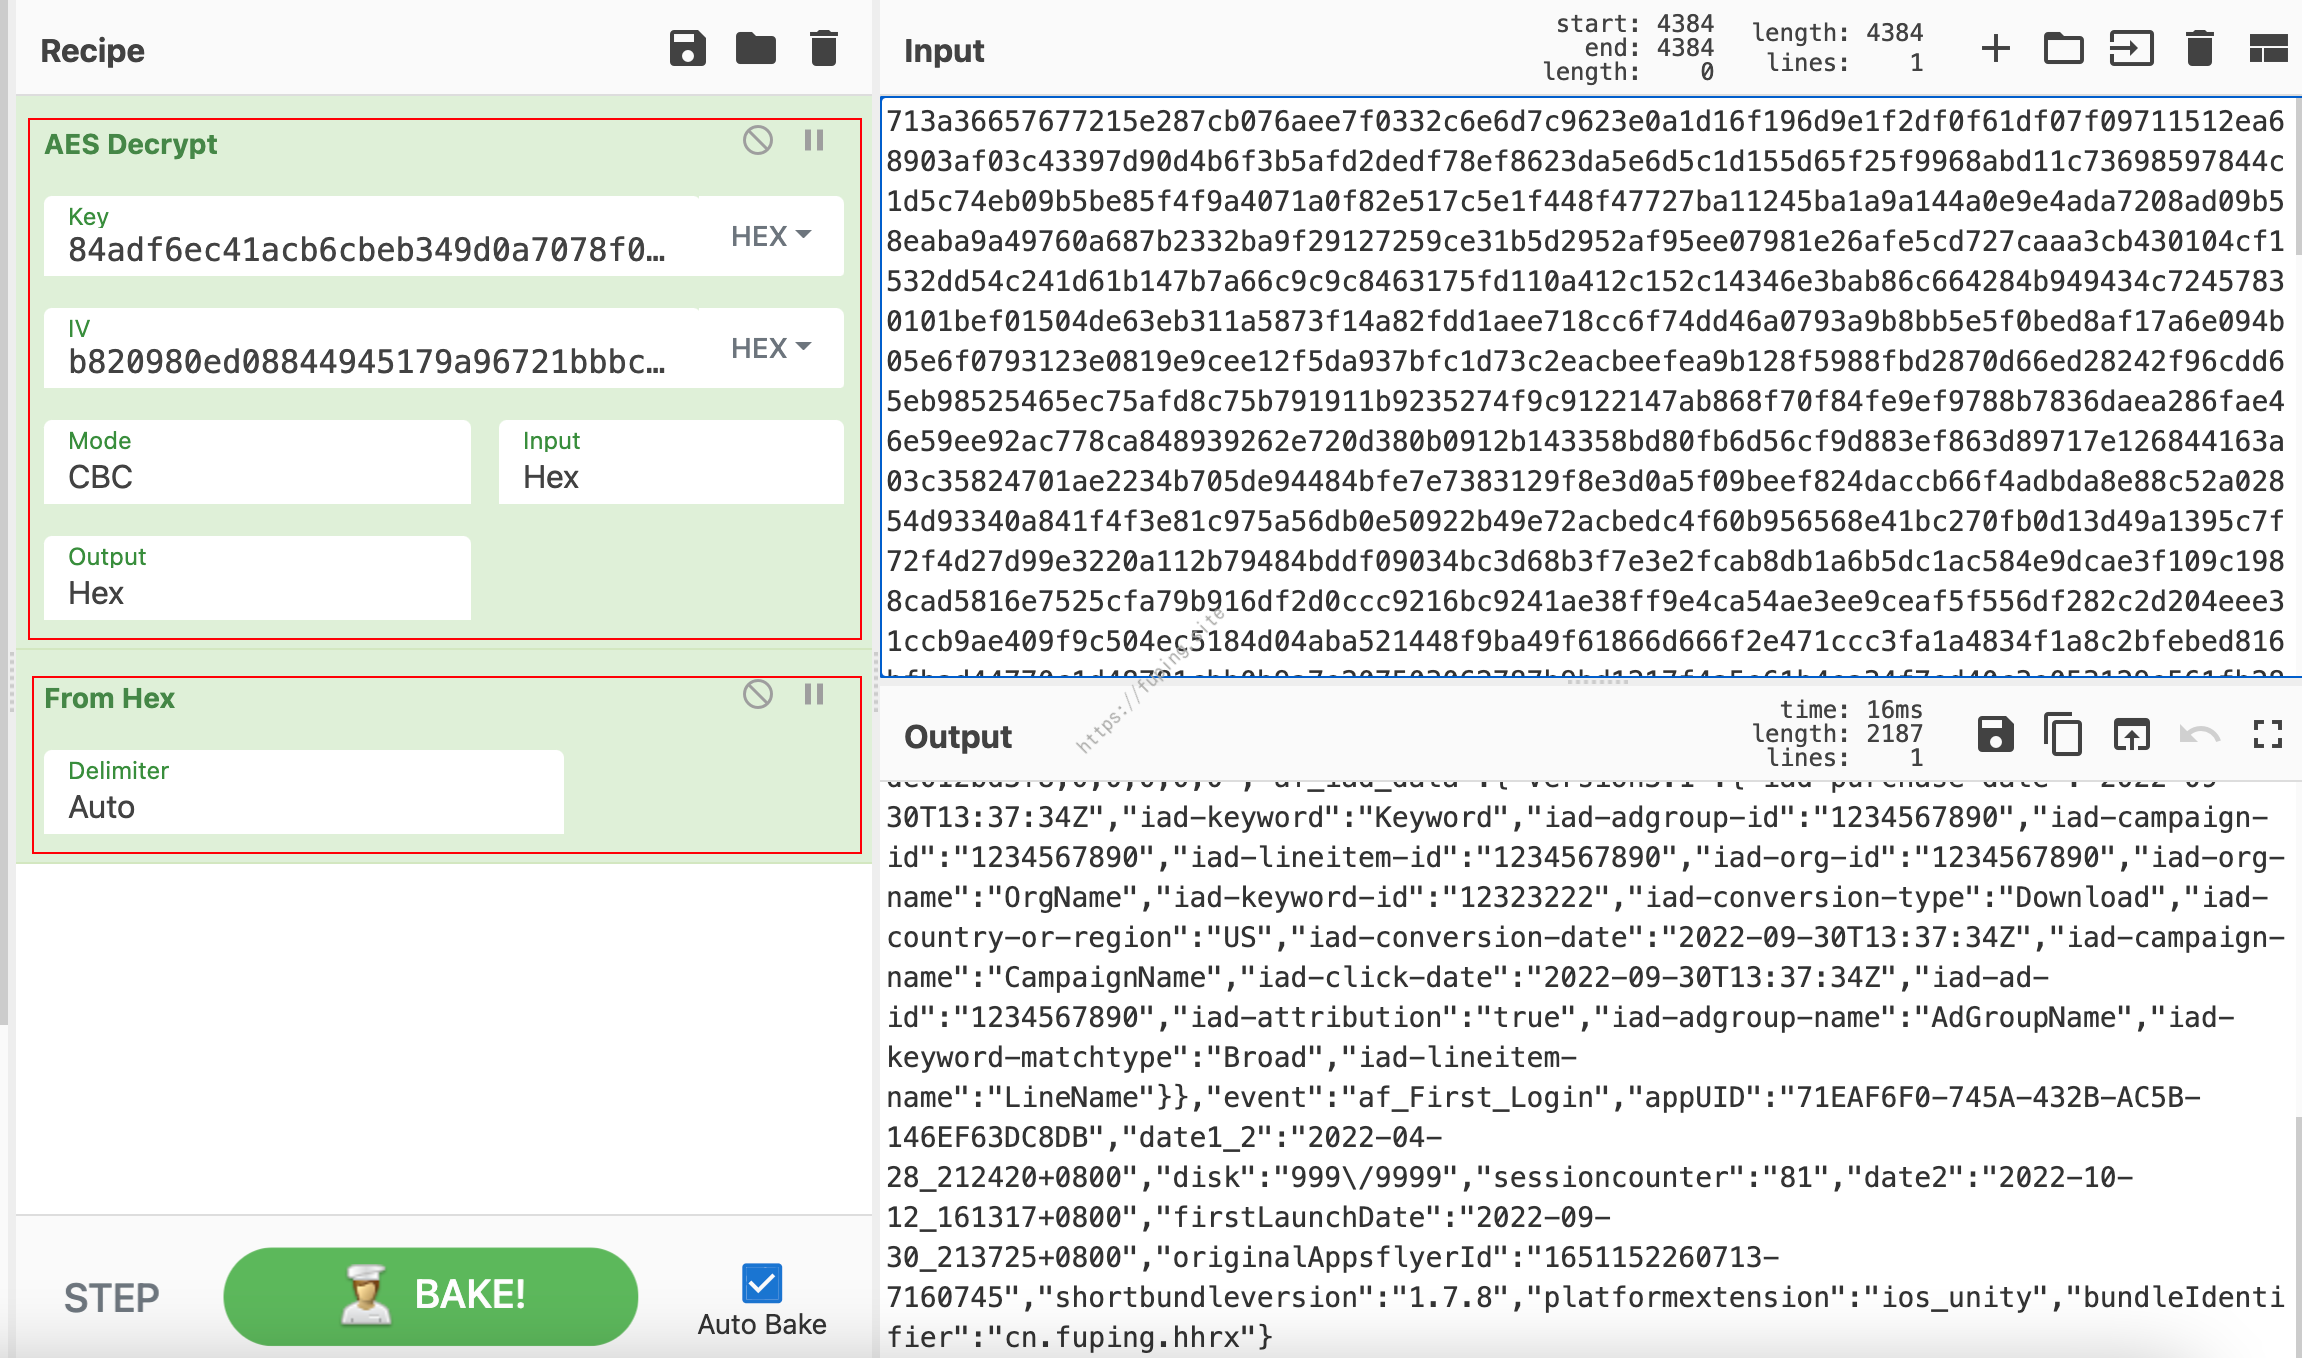 Recipe
AES Decrypt
Key
84adf6ec41acb6cbeb349d0a7078f0…
HEX
IV
b820980ed08844945179a96721bbbc…
HEX
Mode
CBC
Input
Hex
Output
Hex
From Hex
Delimiter
Auto
STEP
BAKE!
Auto Bake
Input
start: 4384
end: 4384
length: 0
length: 4384
lines: 1
713a36657677215e287cb076aee7f0332c6e6d7c9623e0a1d16f196d9e1f2df0f61df07f09711512ea6
8903af03c43397d90d4b6f3b5afd2dedf78ef8623da5e6d5c1d155d65f25f9968abd11c73698597844c
1d5c74eb09b5be85f4f9a4071a0f82e517c5e1f448f47727ba11245ba1a9a144a0e9e4ada7208ad09b5
8eaba9a49760a687b2332ba9f29127259ce31b5d2952af95ee07981e26afe5cd727caaa3cb430104cf1
532dd54c241d61b147b7a66c9c9c8463175fd110a412c152c14346e3bab86c664284b949434c7245783
0101bef01504de63eb311a5873f14a82fdd1aee718cc6f74dd46a0793a9b8bb5e5f0bed8af17a6e094b
05e6f0793123e0819e9cee12f5da937bfc1d73c2eacbeefea9b128f5988fbd2870d66ed28242f96cdd6
5eb98525465ec75afd8c75b791911b9235274f9c9122147ab868f70f84fe9ef9788b7836daea286fae4
6e59ee92ac778ca848939262e720d380b0912b143358bd80fb6d56cf9d883ef863d89717e126844163a
03c35824701ae2234b705de94484bfe7e7383129f8e3d0a5f09beef824daccb66f4adbda8e88c52a028
54d93340a841f4f3e81c975a56db0e50922b49e72acbedc4f60b956568e41bc270fb0d13d49a1395c7f
72f4d27d99e3220a112b79484bddf09034bc3d68b3f7e3e2fcab8db1a6b5dc1ac584e9dcae3f109c198
8cad5816e7525cfa79b916df2d0ccc9216bc9241ae38ff9e4ca54ae3ee9ceaf5f556df282c2d204eee3
1ccb9ae409f9c504ec5184d04aba521448f9ba49f61866d666f2e471ccc3fa1a4834f1a8c2bfebed816
https://fuping.site
Output
time: 16ms
length: 2187
lines: 1
30T13:37:34Z","iad-keyword":"Keyword","iad-adgroup-id":"1234567890","iad-campaign-
id":"1234567890","iad-lineitem-id":"1234567890","iad-org-id":"1234567890","iad-org-
name":"OrgName","iad-keyword-id":"12323222","iad-conversion-type":"Download","iad-
country-or-region":"US","iad-conversion-date":"2022-09-30T13:37:34Z","iad-campaign-
name":"CampaignName","iad-click-date":"2022-09-30T13:37:34Z","iad-ad-
id":"1234567890","iad-attribution":"true","iad-adgroup-name":"AdGroupName","iad-
keyword-matchtype":"Broad","iad-lineitem-
name":"LineName"}},"event":"af_First_Login","appUID":"71EAF6F0-745A-432B-AC5B-
146EF63DC8DB","date1_2":"2022-04-
28_212420+0800","disk":"999\/9999","sessioncounter":"81","date2":"2022-10-
12_161317+0800","firstLaunchDate":"2022-09-
30_213725+0800","originalAppsflyerId":"1651152260713-
7160745","shortbundleversion":"1.7.8","platformextension":"ios_unity","bundleIdenti
fier":"cn.fuping.hhrx"}